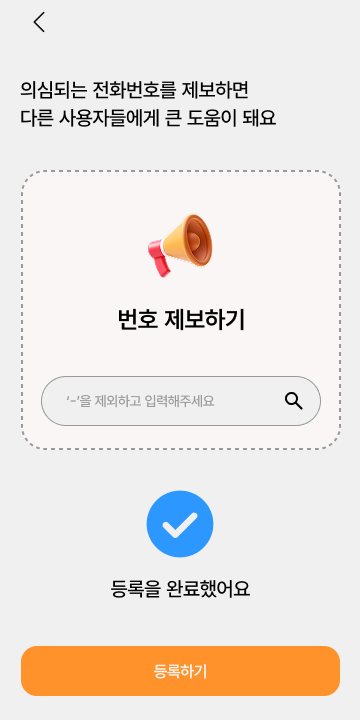 의심되는 전화번호를 제보하면
다른 사용자들에게 큰 도움이 돼요
번호 제보하기
‘-’을 제외하고 입력해주세요
등록을 완료했어요
등록하기